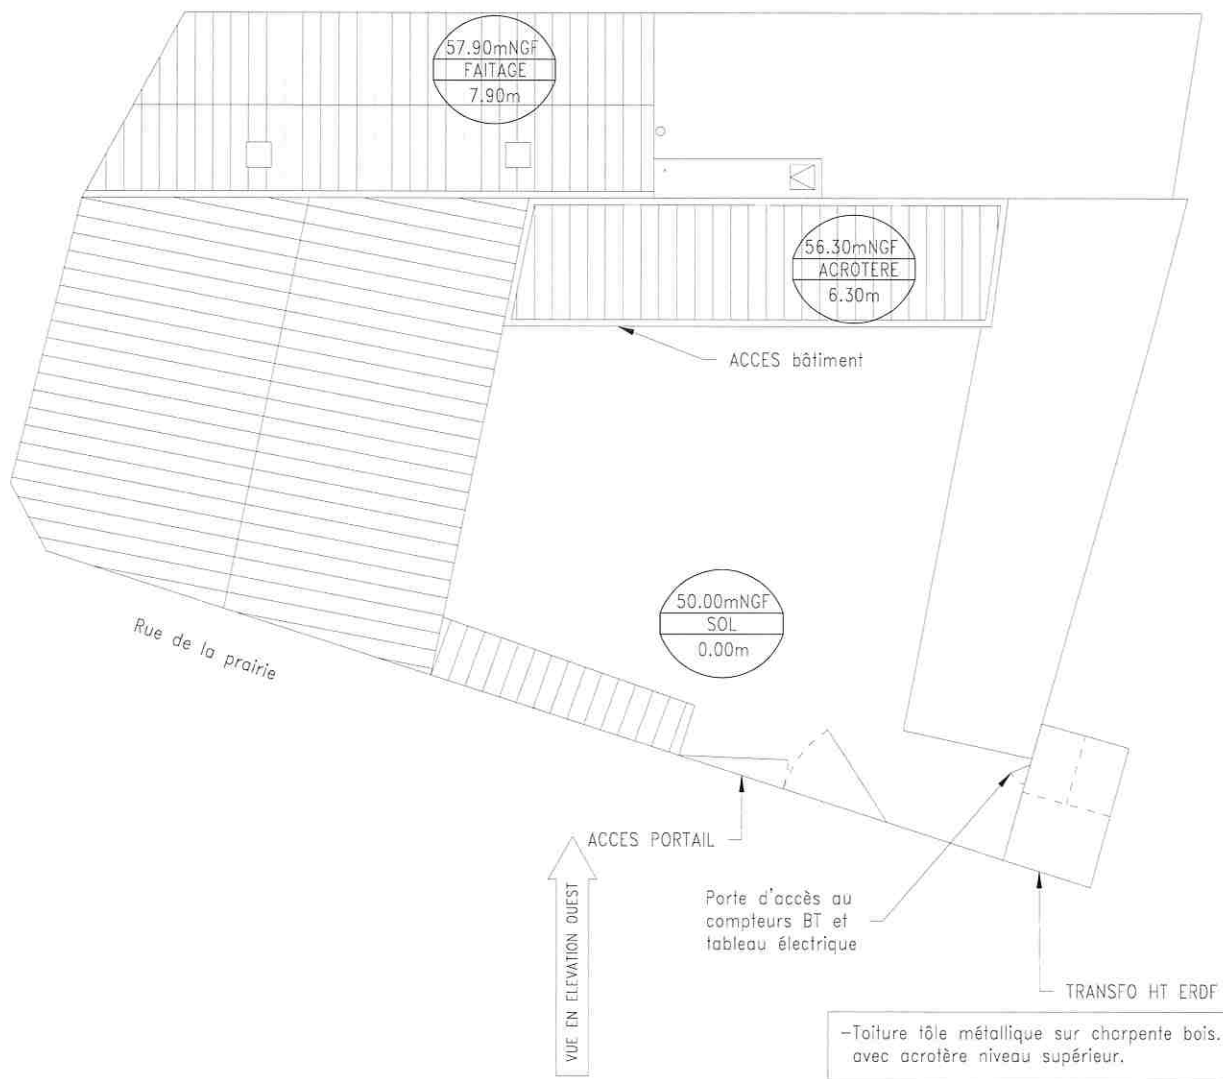 57.90mNGF
FAITAGE
7.90m
56.30mNGF
ACROTERE
6.30m
ACCES bâtiment
50.00mNGF
SOL
0.00m
Rue de la prairie
ACCES PORTAIL
VUE EN ELEVATION OUEST
Porte d'accès au
compteurs BT et
tableau électrique
TRANSFO HT ERDF
-Toiture tôle métallique sur charpente bois.
avec acrotère niveau supérieur.